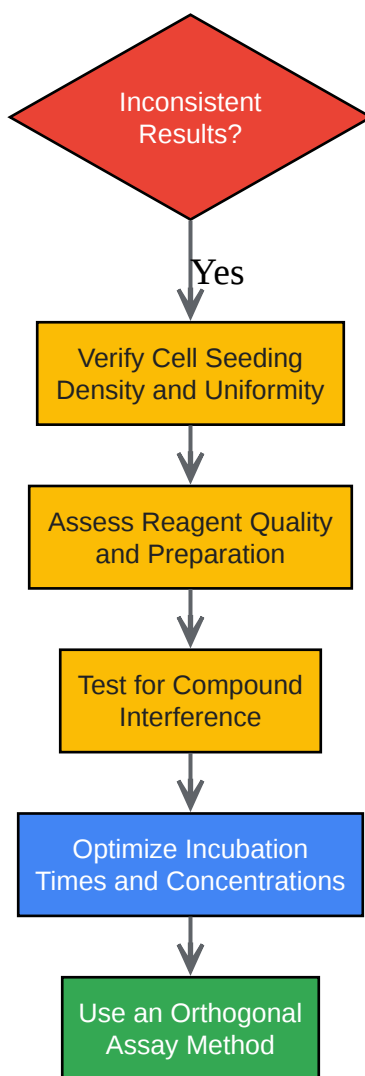 Inconsistent
Results?
Yes
Verify Cell Seeding
Density and Uniformity
Assess Reagent Quality
and Preparation
Test for Compound
Interference
Optimize Incubation
Times and Concentrations
Use an Orthogonal
Assay Method